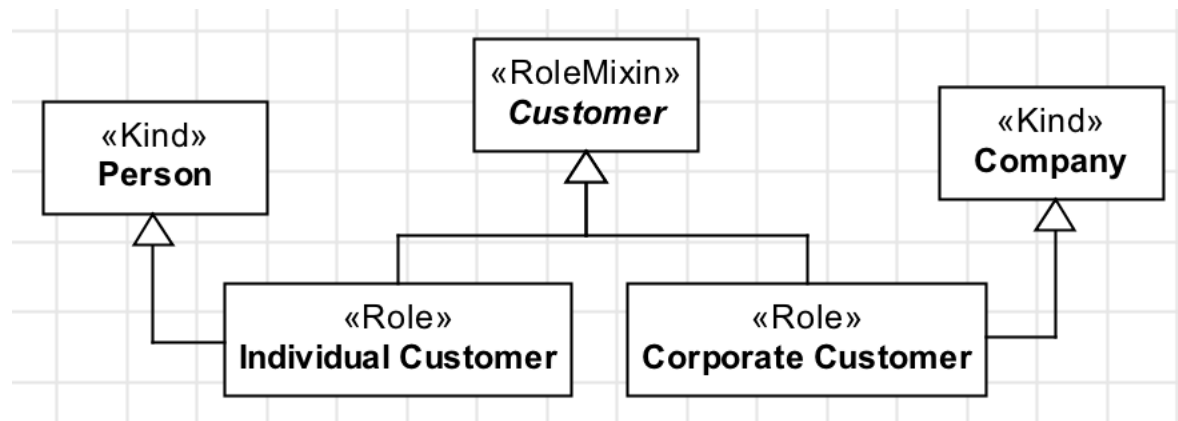 «RoleMixin»
Customer
«Kind»
Person
«Kind»
Company
«Role»
Individual Customer
«Role»
Corporate Customer